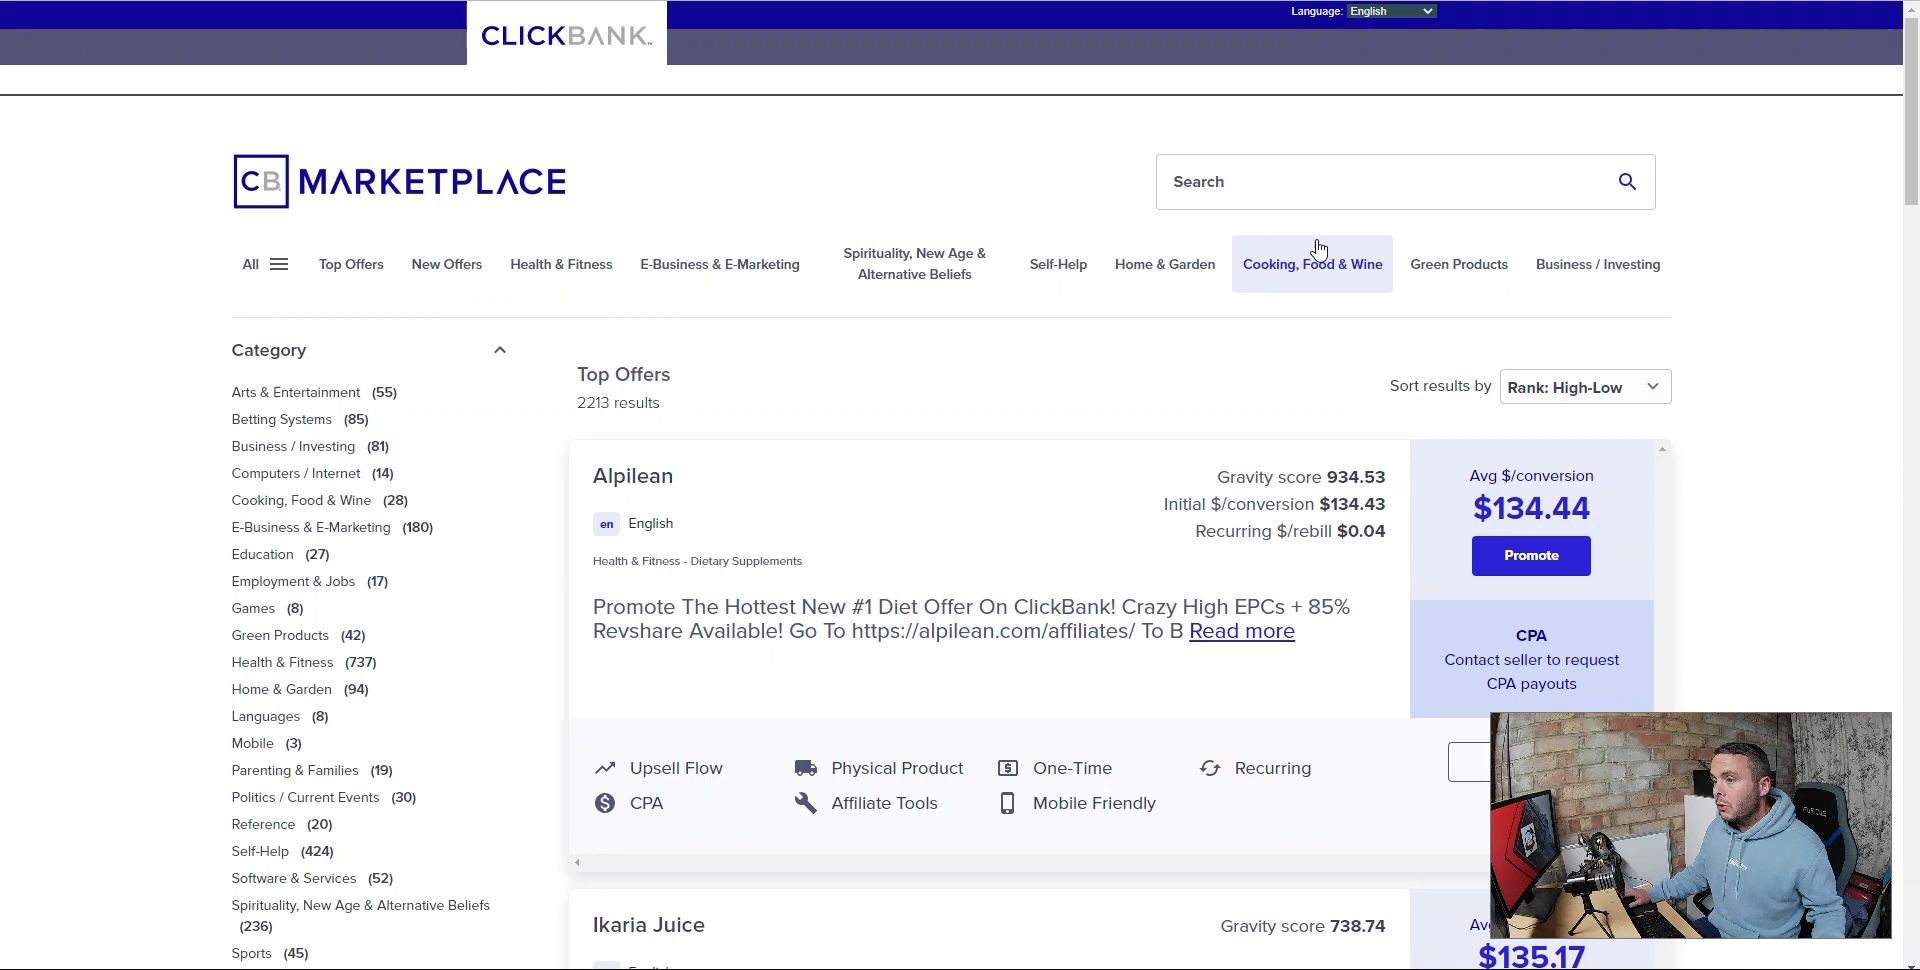 Language: English
CLICKBANK
CB MARKETPLACE
Search
All
Top Offers
New Offers
Health & Fitness
E-Business & E-Marketing
Spirituality, New Age &
Alternative Beliefs
Self-Help
Home & Garden
Cooking, Food & Wine
Green Products
Business / Investing
Category
Arts & Entertainment (55)
Betting Systems (85)
Business / Investing (81)
Computers / Internet (14)
Cooking, Food & Wine (28)
E-Business & E-Marketing (180)
Education (27)
Employment & Jobs (17)
Games (8)
Green Products (42)
Health & Fitness (737)
Home & Garden (94)
Languages (8)
Mobile (3)
Parenting & Families (19)
Politics / Current Events (30)
Reference (20)
Self-Help (424)
Software & Services (52)
Spirituality, New Age & Alternative Beliefs
(236)
Sports (45)
Top Offers
2213 results
Sort results by Rank: High-Low
Alpilean
en English
Health & Fitness - Dietary Supplements
Gravity score 934.53
Initial $/conversion $134.43
Recurring $/rebill $0.04
Promote The Hottest New #1 Diet Offer On ClickBank! Crazy High EPCs + 85%
Revshare Available! Go To https://alpilean.com/affiliates/ To B Read more
Avg $/conversion
$134.44
Promote
CPA
Contact seller to request
CPA payouts
Upsell Flow
Physical Product
One-Time
Recurring
CPA
Affiliate Tools
Mobile Friendly
Ikaria Juice
Gravity score 738.74
$135.17